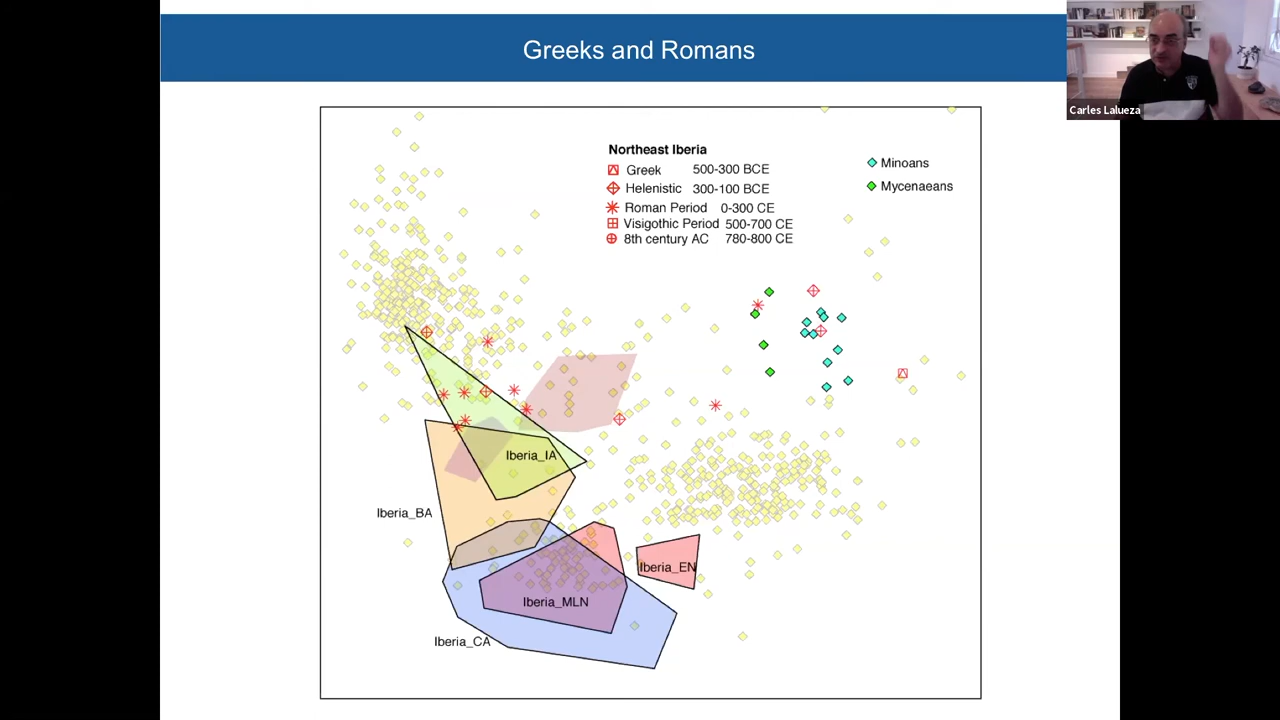 Greeks and Romans
Carles Lalueza
Northeast Iberia
Greek 500-300 BCE
Helenistic 300-100 BCE
Roman Period 0-300 CE
Visigothic Period 500-700 CE
8th century AC 780-800 CE
Minoans
Mycenaeans
Iberia_IA
Iberia_BA
Iberia_EN
Iberia_MLN
Iberia_CA